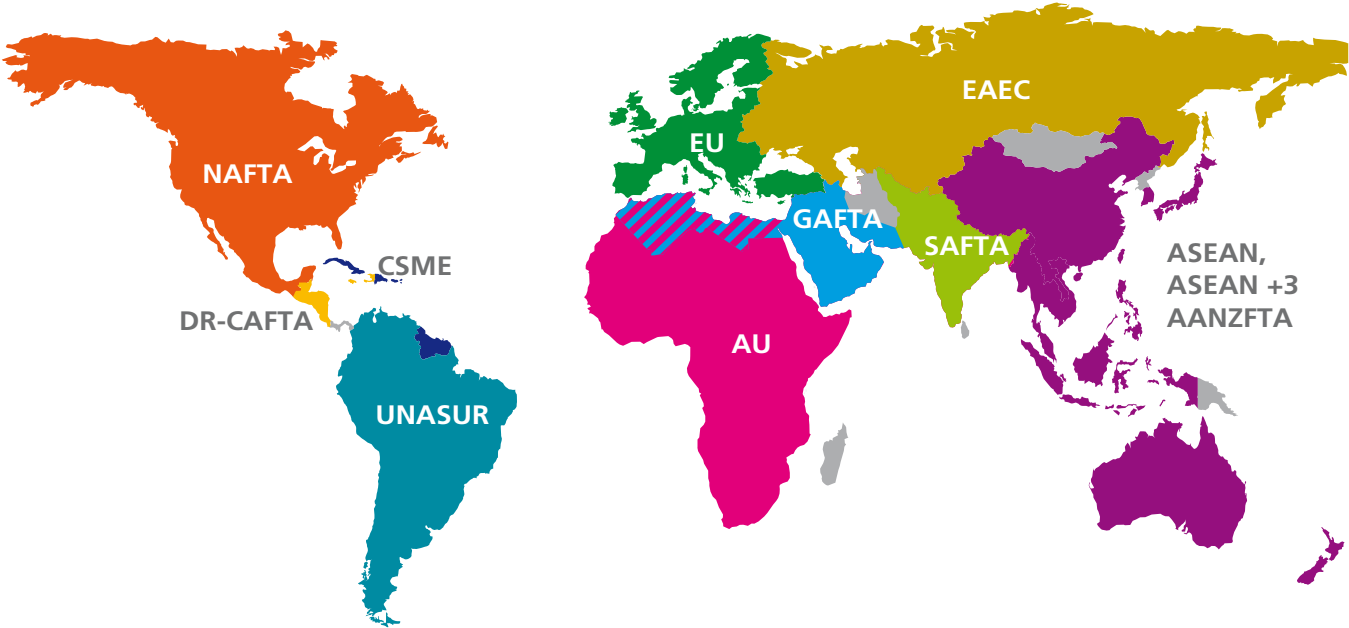 EAEC
EU
NAFTA
GAFTA
SAFTA
CSME
ASEAN,
ASEAN +3
AANZFTA
DR-CAFTA
AU
UNASUR